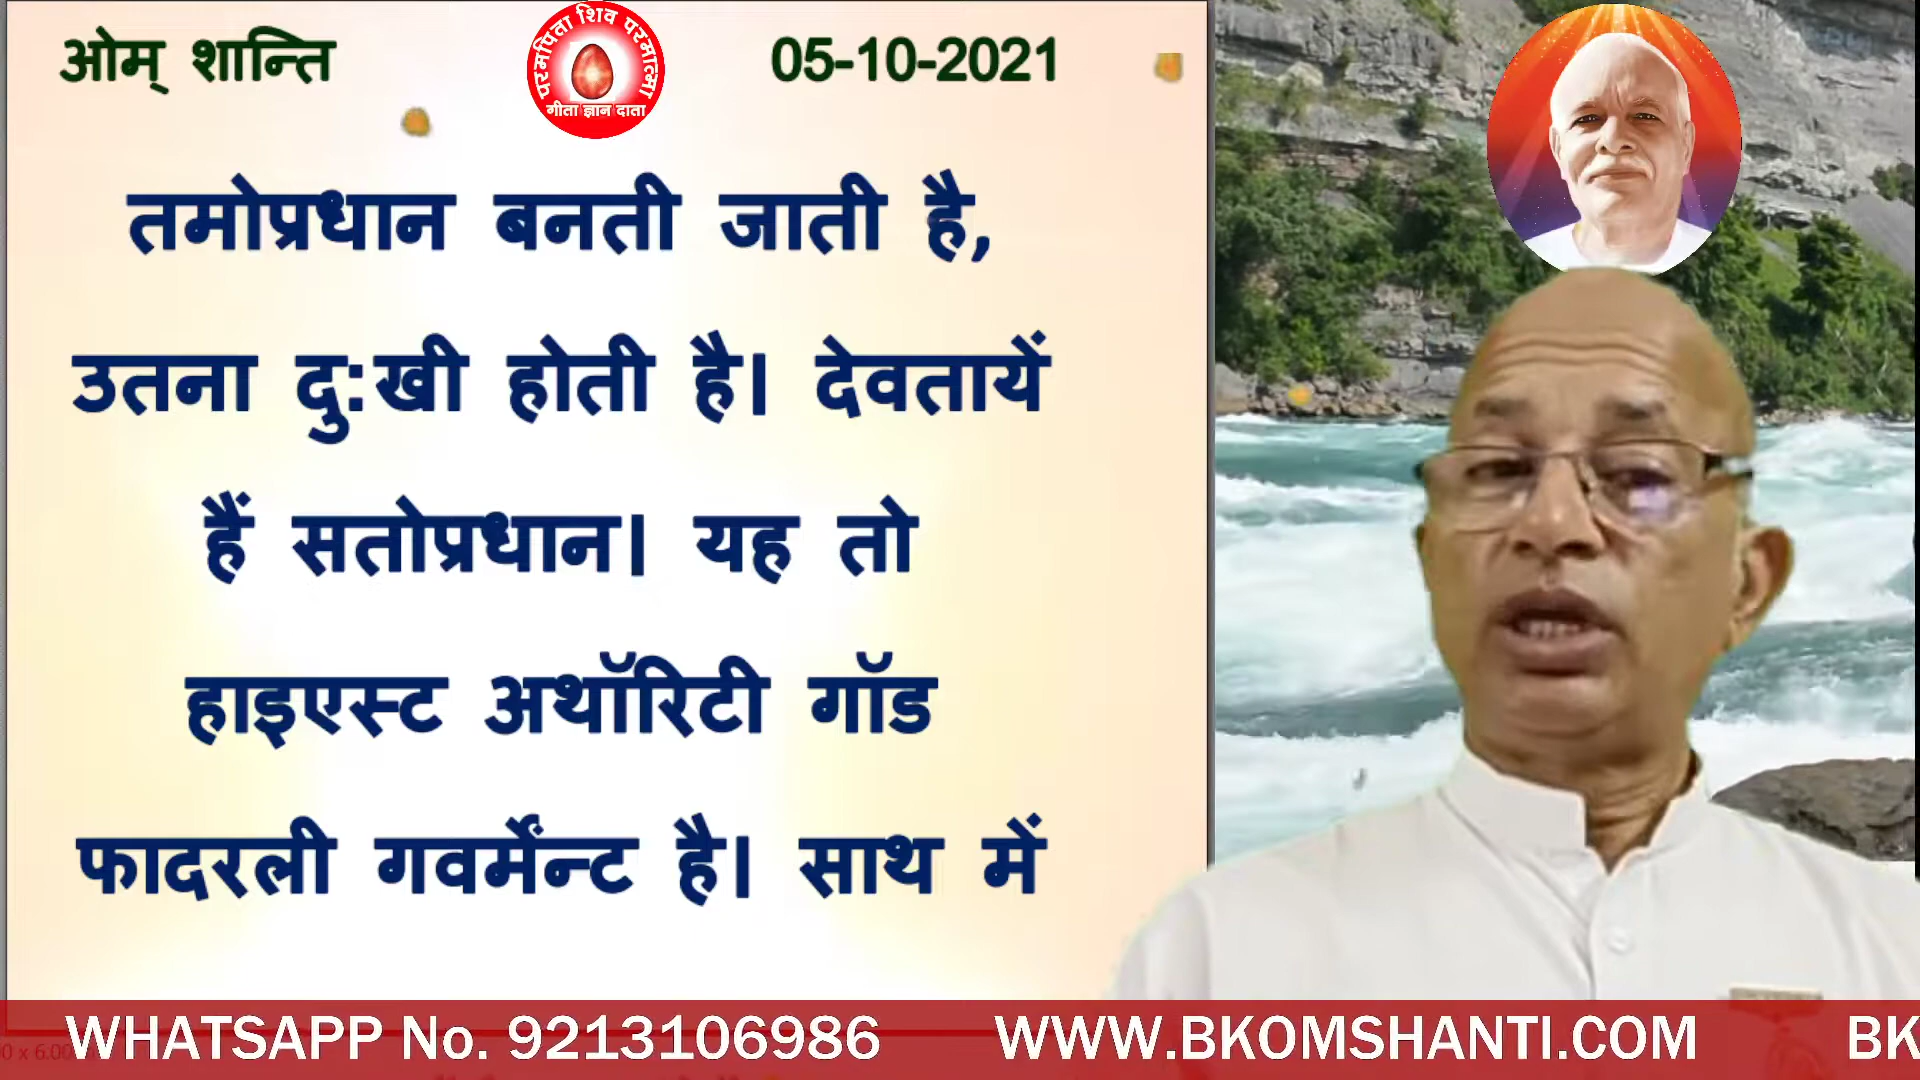 ओम् शान्ति
परमपिता शिव परमात्मा
गीता ज्ञान दाता
05-10-2021
तमोप्रधान बनती जाती है,
उतना दु:खी होती है। देवतायें
हैं सतोप्रधान। यह तो
हाइएस्ट अथॉरिटी गॉड
फादरली गवर्मेंन्ट है। साथ में
WHATSAPP No. 9213106986 WWW.BKOMSHANTI.COM BK